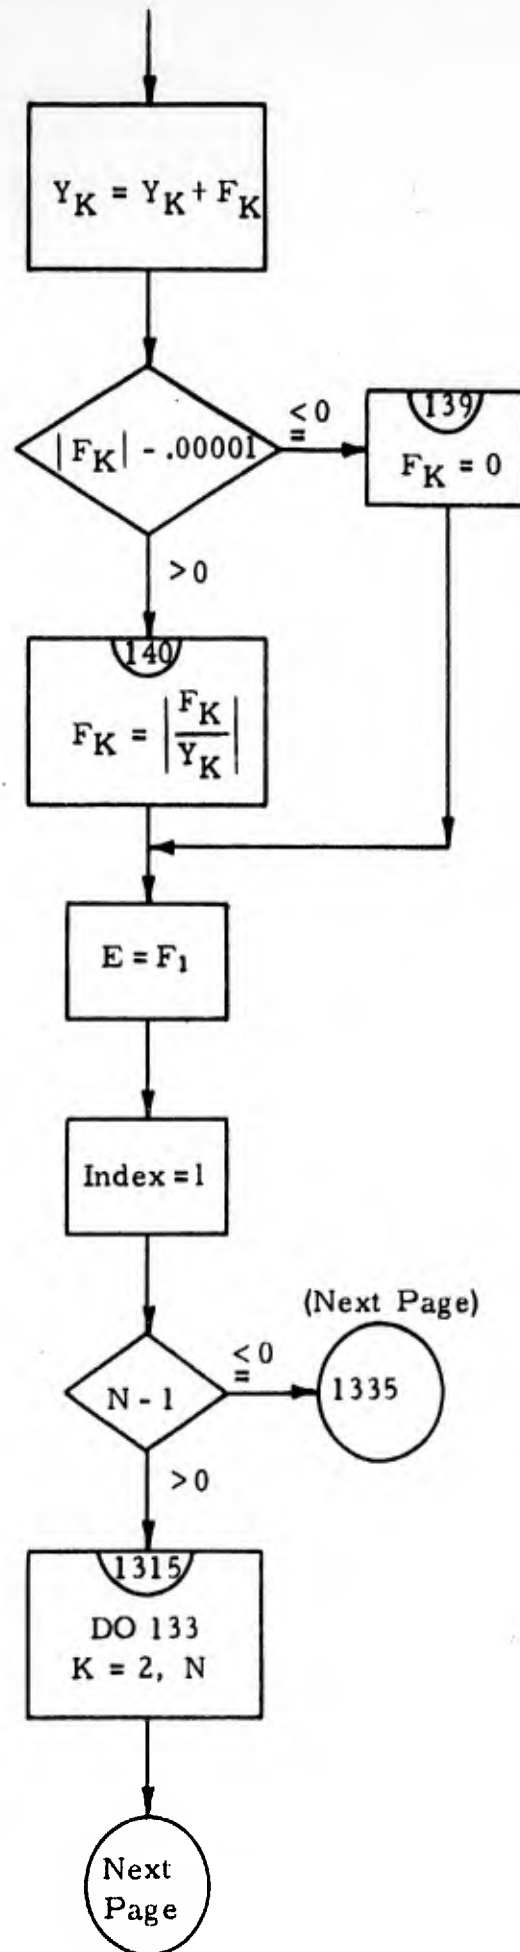 Y_K = Y_K + F_K
|F_K| - .00001
≤ 0
139
F_K = 0
> 0
140
F_K = |F_K / Y_K|
E = F_1
Index = 1
(Next Page)
N - 1
≤ 0
1335
> 0
1315
DO 133
K = 2, N
Next
Page